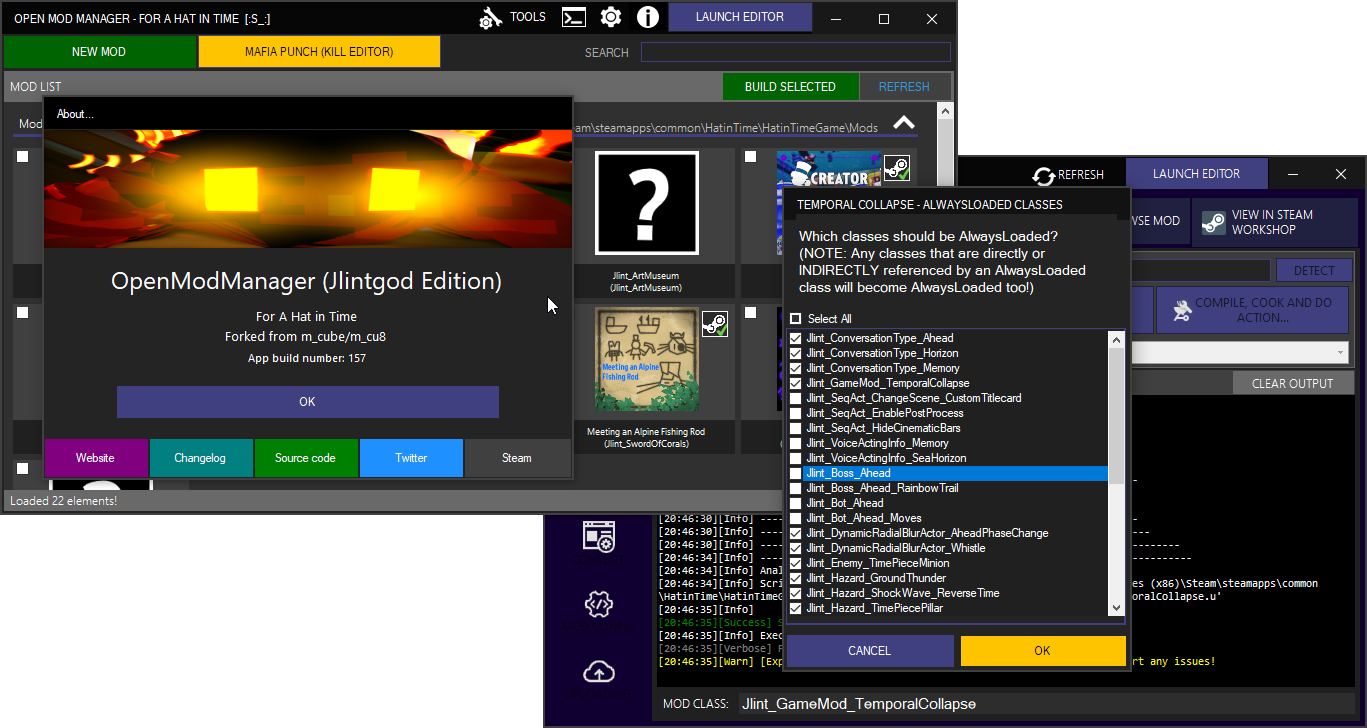 OPEN MOD MANAGER - FOR A HAT IN TIME [:S_:]
TOOLS
LAUNCH EDITOR
NEW MOD
MAFIA PUNCH (KILL EDITOR)
SEARCH
MOD LIST
BUILD SELECTED
REFRESH
Mod
am\steamapps\common\HatinTime\HatinTimeGame\Mods
About...
OpenModManager (Jlintgod Edition)
For A Hat in Time
Forked from m_cube/m_cu8
App build number: 157
OK
Website
Changelog
Source code
Twitter
Steam
?
Jlint_ArtMuseum
(Jlint_ArtMuseum)
CREATOR
Meeting an Alpine
Fishing Rod
Meeting an Alpine Fishing Rod
(Jlint_SwordOfCorals)
Loaded 22 elements!
REFRESH
LAUNCH EDITOR
WSE MOD
VIEW IN STEAM
WORKSHOP
DETECT
COMPILE, COOK AND DO
ACTION...
CLEAR OUTPUT
TEMPORAL COLLAPSE - ALWAYSLOADED CLASSES
Which classes should be AlwaysLoaded?
(NOTE: Any classes that are directly or
INDIRECTLY referenced by an AlwaysLoaded
class will become AlwaysLoaded too!)
Select All
Jlint_ConversationType_Ahead
Jlint_ConversationType_Horizon
Jlint_ConversationType_Memory
Jlint_GameMod_TemporalCollapse
Jlint_SeqAct_ChangeScene_CustomTitlecard
Jlint_SeqAct_EnablePostProcess
Jlint_SeqAct_HideCinematicBars
Jlint_VoiceActingInfo_Memory
Jlint_VoiceActingInfo_SeaHorizon
Jlint_Boss_Ahead
Jlint_Boss_Ahead_RainbowTrail
Jlint_Bot_Ahead
Jlint_Bot_Ahead_Moves
Jlint_DynamicRadialBlurActor_AheadPhaseChange
Jlint_DynamicRadialBlurActor_Whistle
Jlint_Enemy_TimePieceMinion
Jlint_Hazard_GroundThunder
Jlint_Hazard_ShockWave_ReverseTime
Jlint_Hazard_TimePiecePillar
CANCEL
OK
[20:46:30][Info] ----
[20:46:30][Info] ----
[20:46:30][Info] ----
[20:46:34][Info] ----
[20:46:34][Info] Anal
[20:46:34][Info] Scri es (x86)\Steam\steamapps\common
\HatinTime\HatinTimeG oralCollapse.u'
[20:46:35][Info]
[20:46:35][Success] S
[20:46:35][Info] Exec
[20:46:35][Verbose] F
[20:46:35][Warn] [Exp rt any issues!
MOD CLASS: Jlint_GameMod_TemporalCollapse